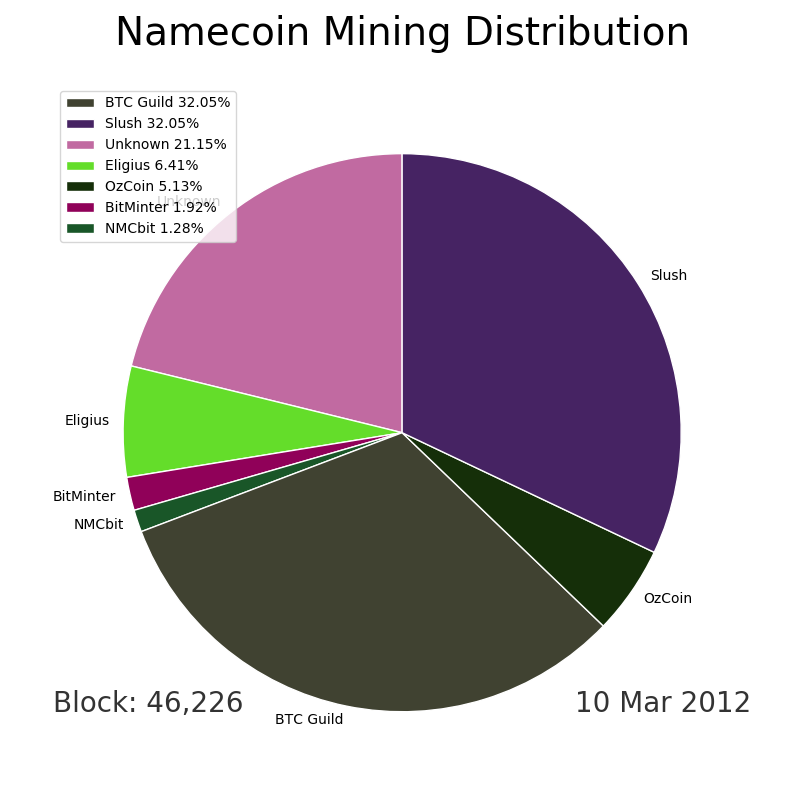 Namecoin Mining Distribution
BTC Guild 32.05%
Slush 32.05%
Unknown 21.15%
Eligius 6.41%
OzCoin 5.13%
BitMinter 1.92%
NMCbit 1.28%
Unknown
Slush
Eligius
BitMinter
NMCbit
OzCoin
Block: 46,226
10 Mar 2012
BTC Guild